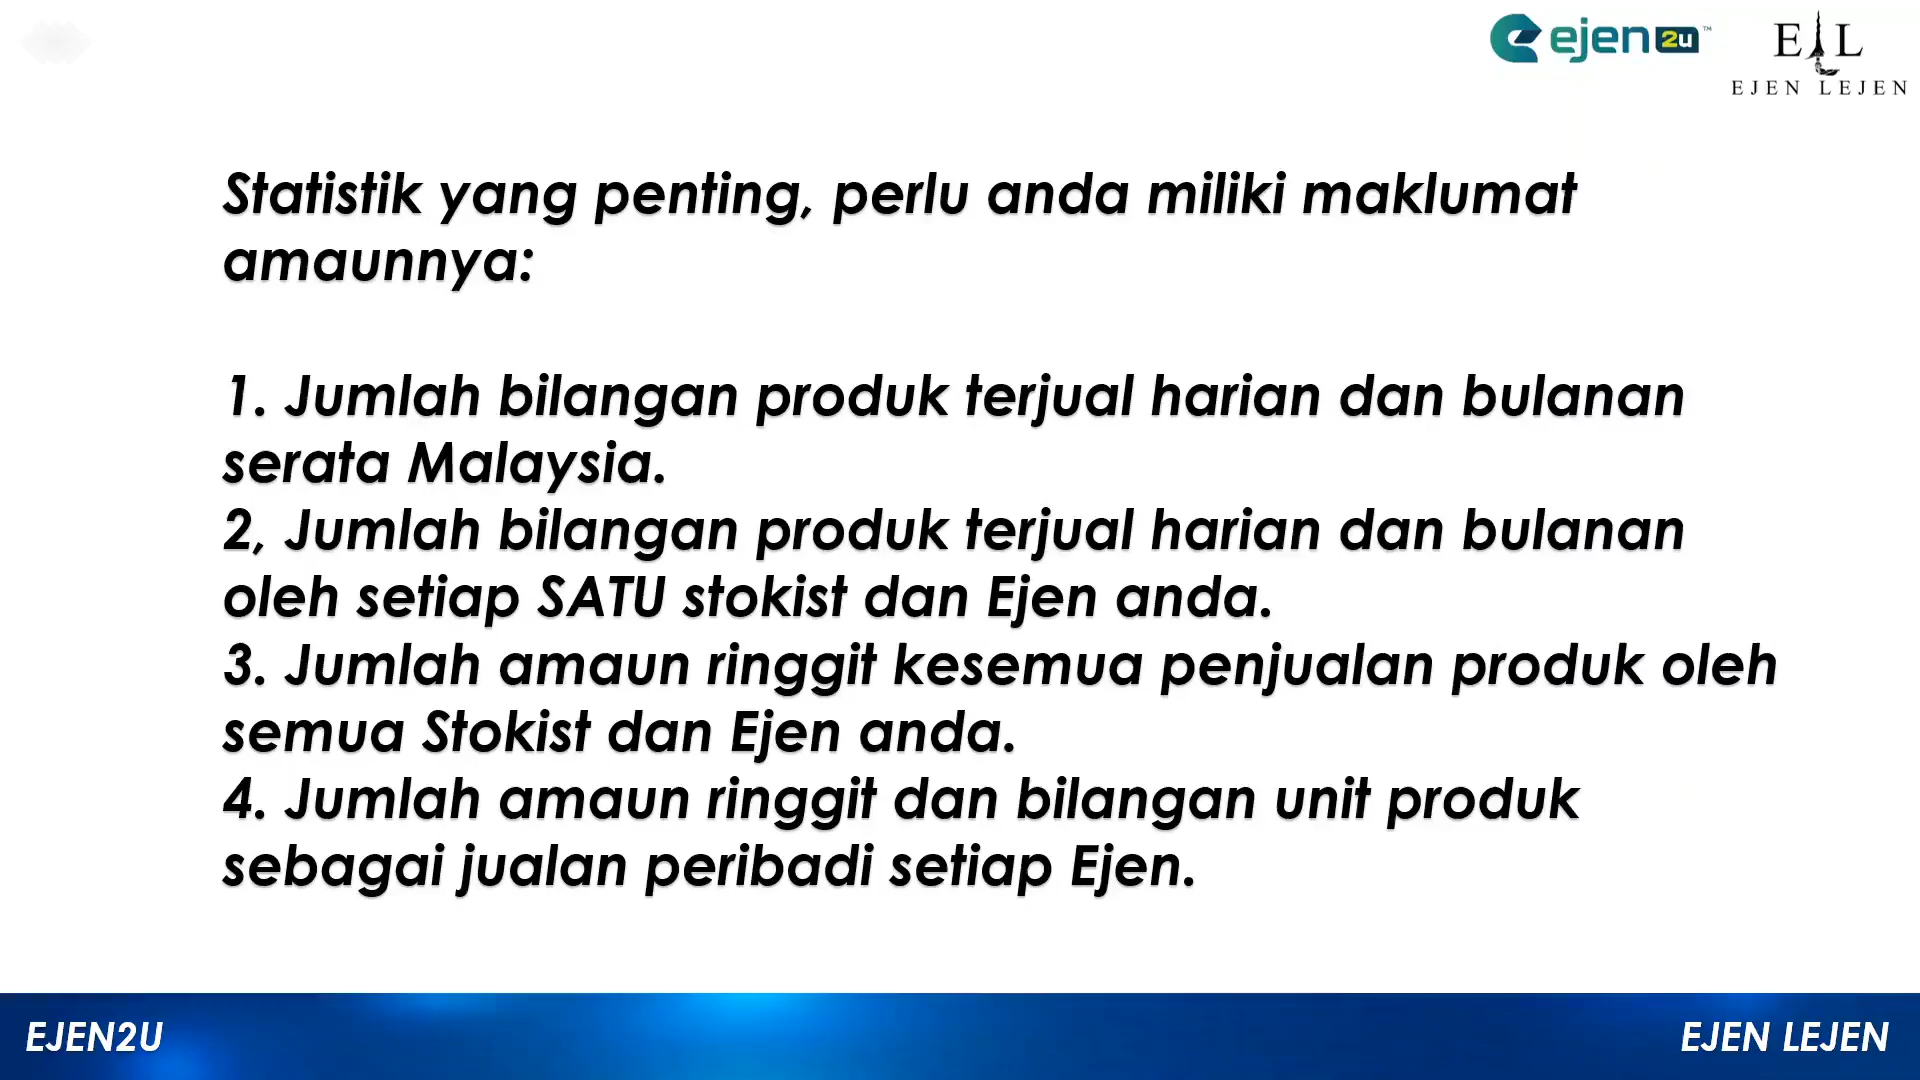 ejen2u™
E L
EJEN LEJEN
Statistik yang penting, perlu anda miliki maklumat
amaunnya:
1. Jumlah bilangan produk terjual harian dan bulanan
serata Malaysia.
2, Jumlah bilangan produk terjual harian dan bulanan
oleh setiap SATU stokist dan Ejen anda.
3. Jumlah amaun ringgit kesemua penjualan produk oleh
semua Stokist dan Ejen anda.
4. Jumlah amaun ringgit dan bilangan unit produk
sebagai jualan peribadi setiap Ejen.
EJEN2U
EJEN LEJEN